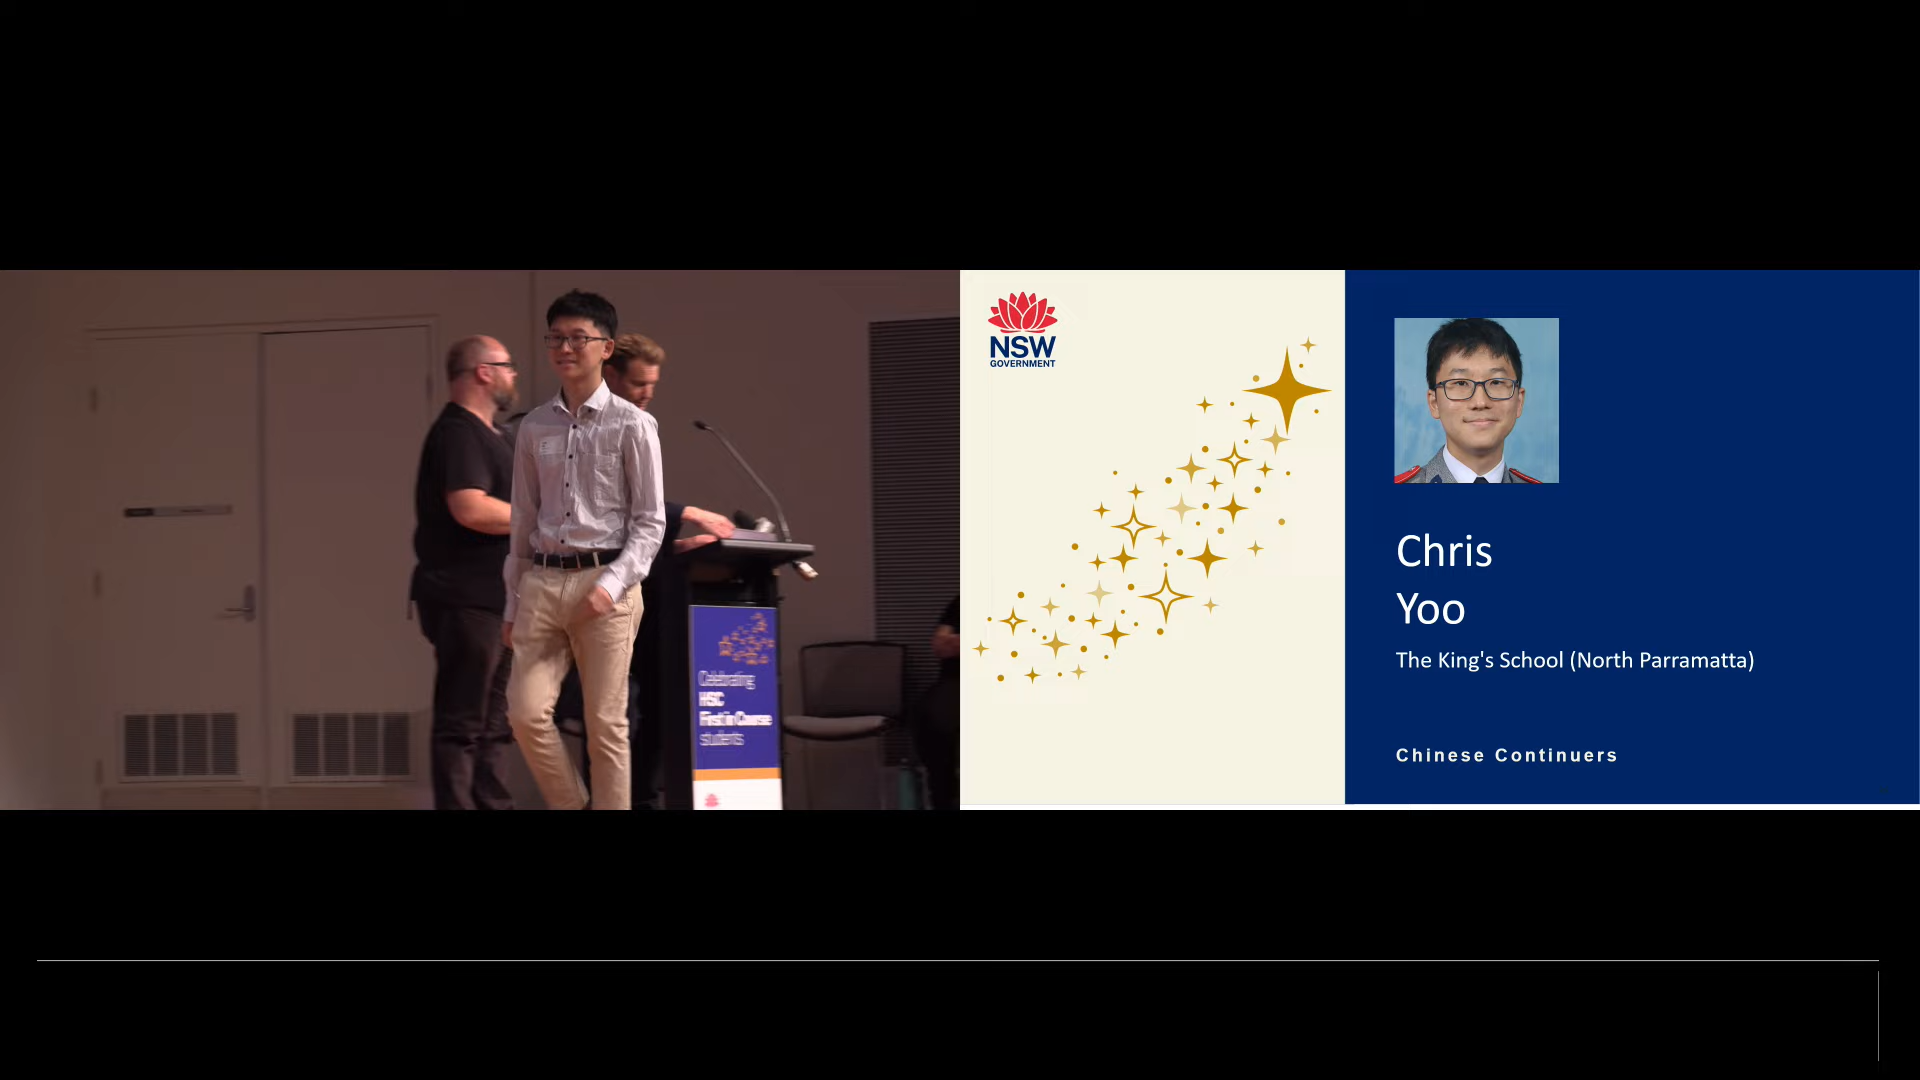 Celebrating
HSC
First in Course
students
NSW
GOVERNMENT
Chris
Yoo
The King's School (North Parramatta)
Chinese Continuers